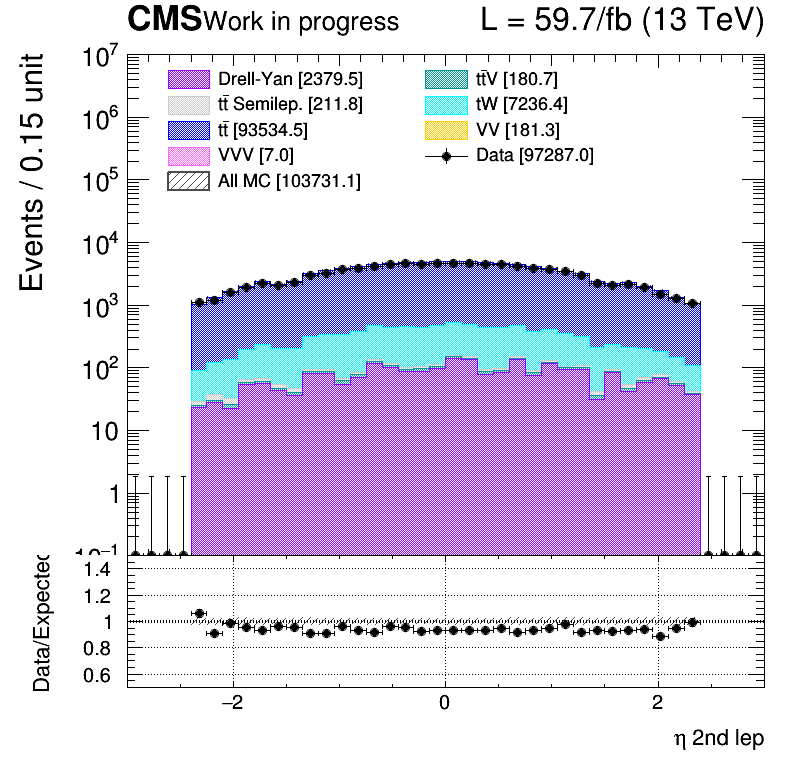 CMS Work in progress L = 59.7/fb (13 TeV)
Events / 0.15 unit
10⁷
10⁶
10⁵
10⁴
10³
10²
10
1
10⁻¹
Drell-Yan [2379.5]
tt̄ Semilep. [211.8]
tt̄ [93534.5]
VVV [7.0]
All MC [103731.1]
tt̄V [180.7]
tW [7236.4]
VV [181.3]
Data [97287.0]
Data/Expected
1.4
1.2
1
0.8
0.6
−2 0 2
η 2nd lep